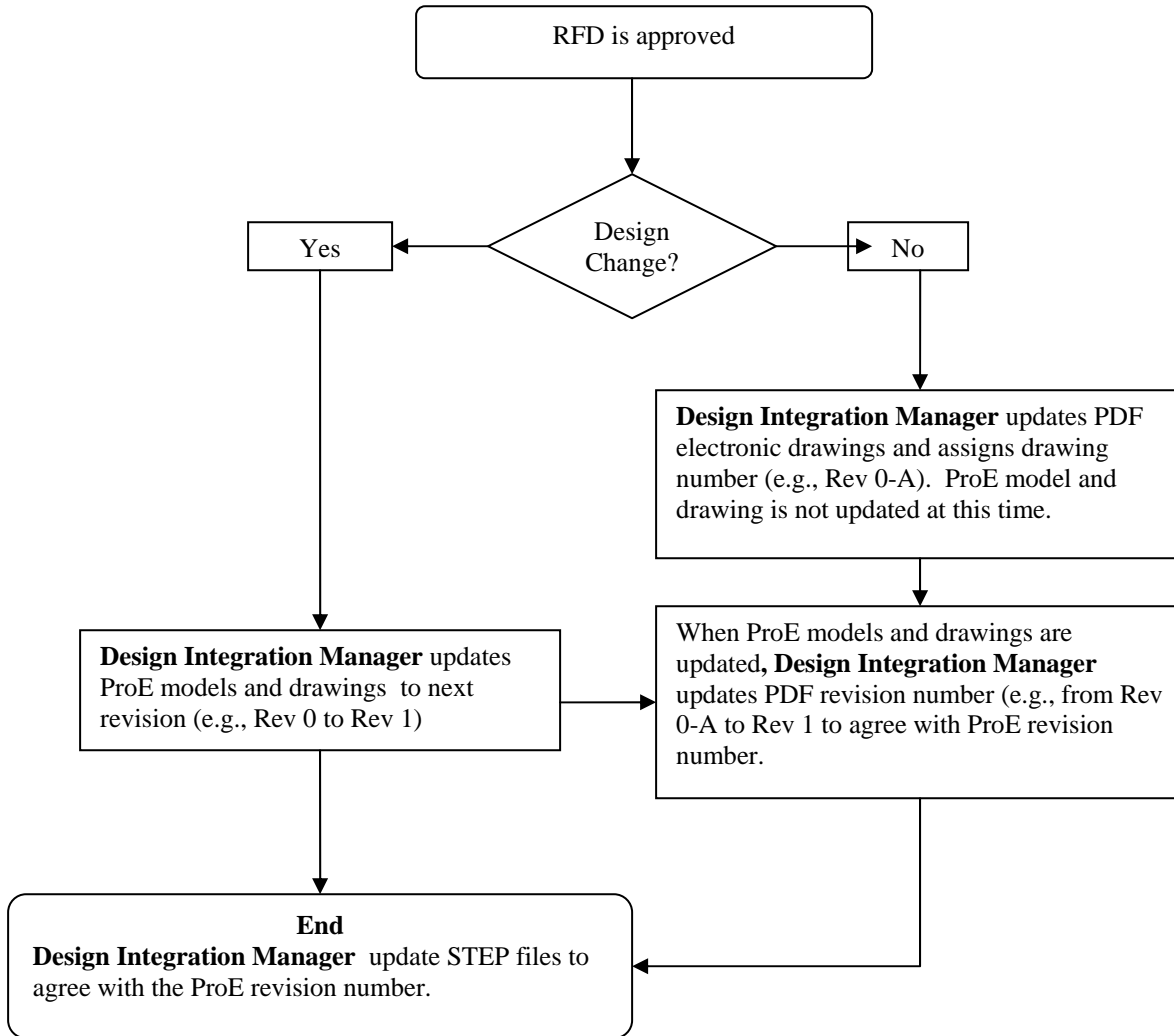 RFD is approved
Design
Change?
Yes
No
Design Integration Manager updates PDF
electronic drawings and assigns drawing
number (e.g., Rev 0-A).  ProE model and
drawing is not updated at this time.
Design Integration Manager updates
ProE models and drawings  to next
revision (e.g., Rev 0 to Rev 1)
When ProE models and drawings are
updated, Design Integration Manager
updates PDF revision number (e.g., from Rev
0-A to Rev 1 to agree with ProE revision
number.
End
Design Integration Manager  update STEP files to
agree with the ProE revision number.